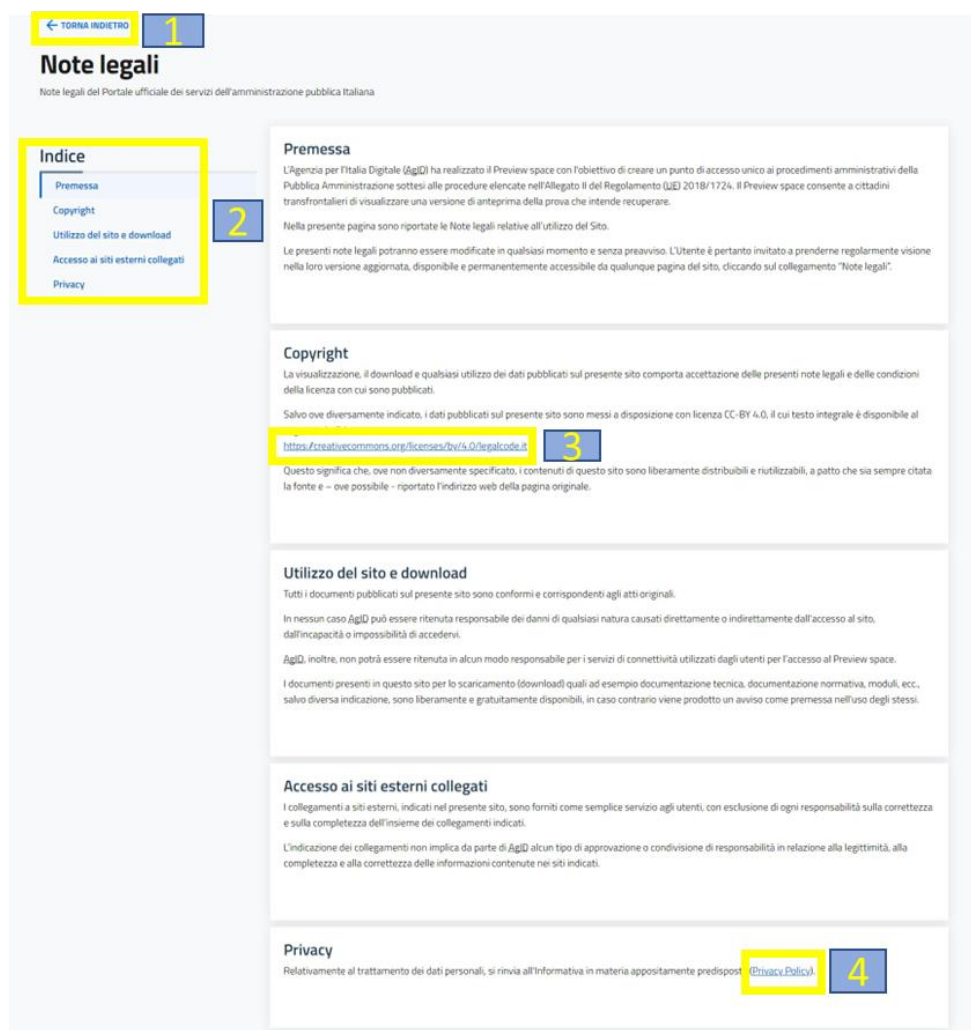 ← TORNA INDIETRO
1
Note legali
Note legali del Portale ufficiale dei servizi dell'amministrazione pubblica Italiana
Indice
Premessa
Copyright
Utilizzo del sito e download
Accesso ai siti esterni collegati
Privacy
2
Premessa
L'Agenzia per l'Italia Digitale (AgID) ha realizzato il Preview space con l'obiettivo di creare un punto di accesso unico ai procedimenti amministrativi della
Pubblica Amministrazione sottesi alle procedure elencate nell'Allegato II del Regolamento (UE) 2018/1724. Il Preview space consente a cittadini
transfrontalieri di visualizzare una versione di anteprima della prova che intende recuperare.
Nella presente pagina sono riportate le Note legali relative all'utilizzo del Sito.
Le presenti note legali potranno essere modificate in qualsiasi momento e senza preavviso. L'Utente è pertanto invitato a prenderne regolarmente visione
nella loro versione aggiornata, disponibile e permanentemente accessibile da qualunque pagina del sito, cliccando sul collegamento "Note legali".
Copyright
La visualizzazione, il download e qualsiasi utilizzo dei dati pubblicati sul presente sito comporta accettazione delle presenti note legali e delle condizioni
della licenza con cui sono pubblicati.
Salvo ove diversamente indicato, i dati pubblicati sul presente sito sono messi a disposizione con licenza CC-BY 4.0, il cui testo integrale è disponibile al
https://creativecommons.org/licenses/by/4.0/legalcode.it
3
Questo significa che, ove non diversamente specificato, i contenuti di questo sito sono liberamente distribuibili e riutilizzabili, a patto che sia sempre citata
la fonte e – ove possibile - riportato l'indirizzo web della pagina originale.
Utilizzo del sito e download
Tutti i documenti pubblicati sul presente sito sono conformi e corrispondenti agli atti originali.
In nessun caso AgID può essere ritenuta responsabile dei danni di qualsiasi natura causati direttamente o indirettamente dall'accesso al sito,
dall'incapacità o impossibilità di accedervi.
AgID, inoltre, non potrà essere ritenuta in alcun modo responsabile per i servizi di connettività utilizzati dagli utenti per l'accesso al Preview space.
I documenti presenti in questo sito per lo scaricamento (download) quali ad esempio documentazione tecnica, documentazione normativa, moduli, ecc.,
salvo diversa indicazione, sono liberamente e gratuitamente disponibili, in caso contrario viene prodotto un avviso come premessa nell'uso degli stessi.
Accesso ai siti esterni collegati
I collegamenti a siti esterni, indicati nel presente sito, sono forniti come semplice servizio agli utenti, con esclusione di ogni responsabilità sulla correttezza
e sulla completezza dell'insieme dei collegamenti indicati.
L'indicazione dei collegamenti non implica da parte di AgID alcun tipo di approvazione o condivisione di responsabilità in relazione alla legittimità, alla
completezza e alla correttezza delle informazioni contenute nei siti indicati.
Privacy
Relativamente al trattamento dei dati personali, si rinvia all'Informativa in materia appositamente predispost (Privacy Policy).
4